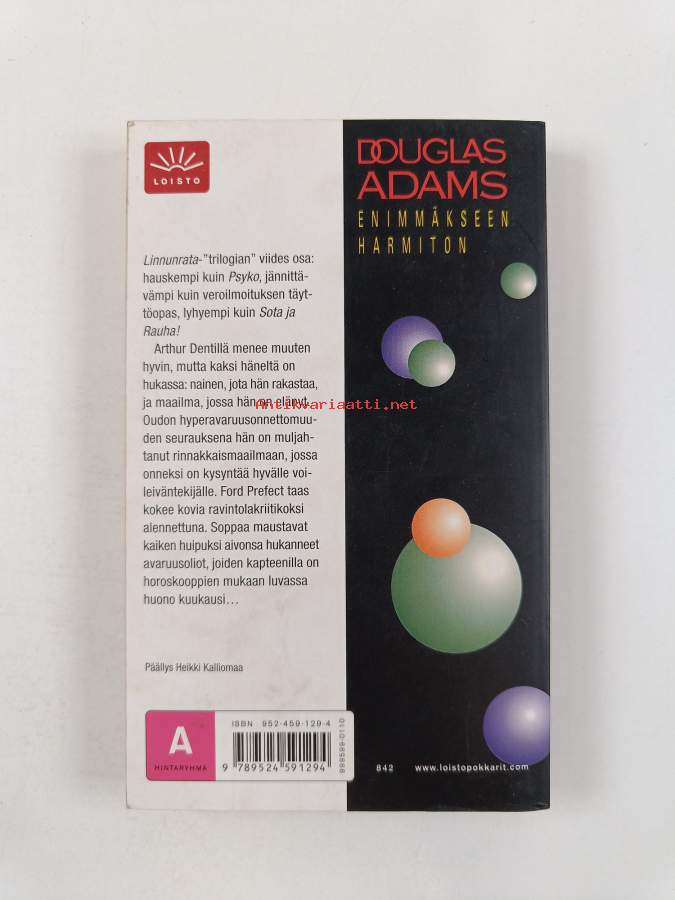 LOISTO
DOUGLAS
ADAMS
ENIMMÄKSEEN
HARMITON
Linnunrata-"trilogian" viides osa:
hauskempi kuin Psyko, jännittä-
vämpi kuin veroilmoituksen täyt-
töopas, lyhyempi kuin Sota ja
Rauha!
Arthur Dentillä menee muuten
hyvin, mutta kaksi häneltä on
hukassa: nainen, jota hän rakastaa,
ja maailma, jossa hän on elänyt.
Antikvariaatti.net
Oudon hyperavaruusonnettomuu-
den seurauksena hän on muljah-
tanut rinnakkaismaailmaan, jossa
onneksi on kysyntää hyvälle voi-
leiväntekijälle. Ford Prefect taas
kokee kovia ravintolakriitikoksi
alennettuna. Soppaa maustavat
kaiken huipuksi aivonsa hukanneet
avaruusoliot, joiden kapteenilla on
horoskooppien mukaan luvassa
huono kuukausi...
Päällys Heikki Kalliomaa
A
HINTARYHMÄ
ISBN 952-459-129-4
9 789524 591294
999599-0110
842 www.loistopokkarit.com